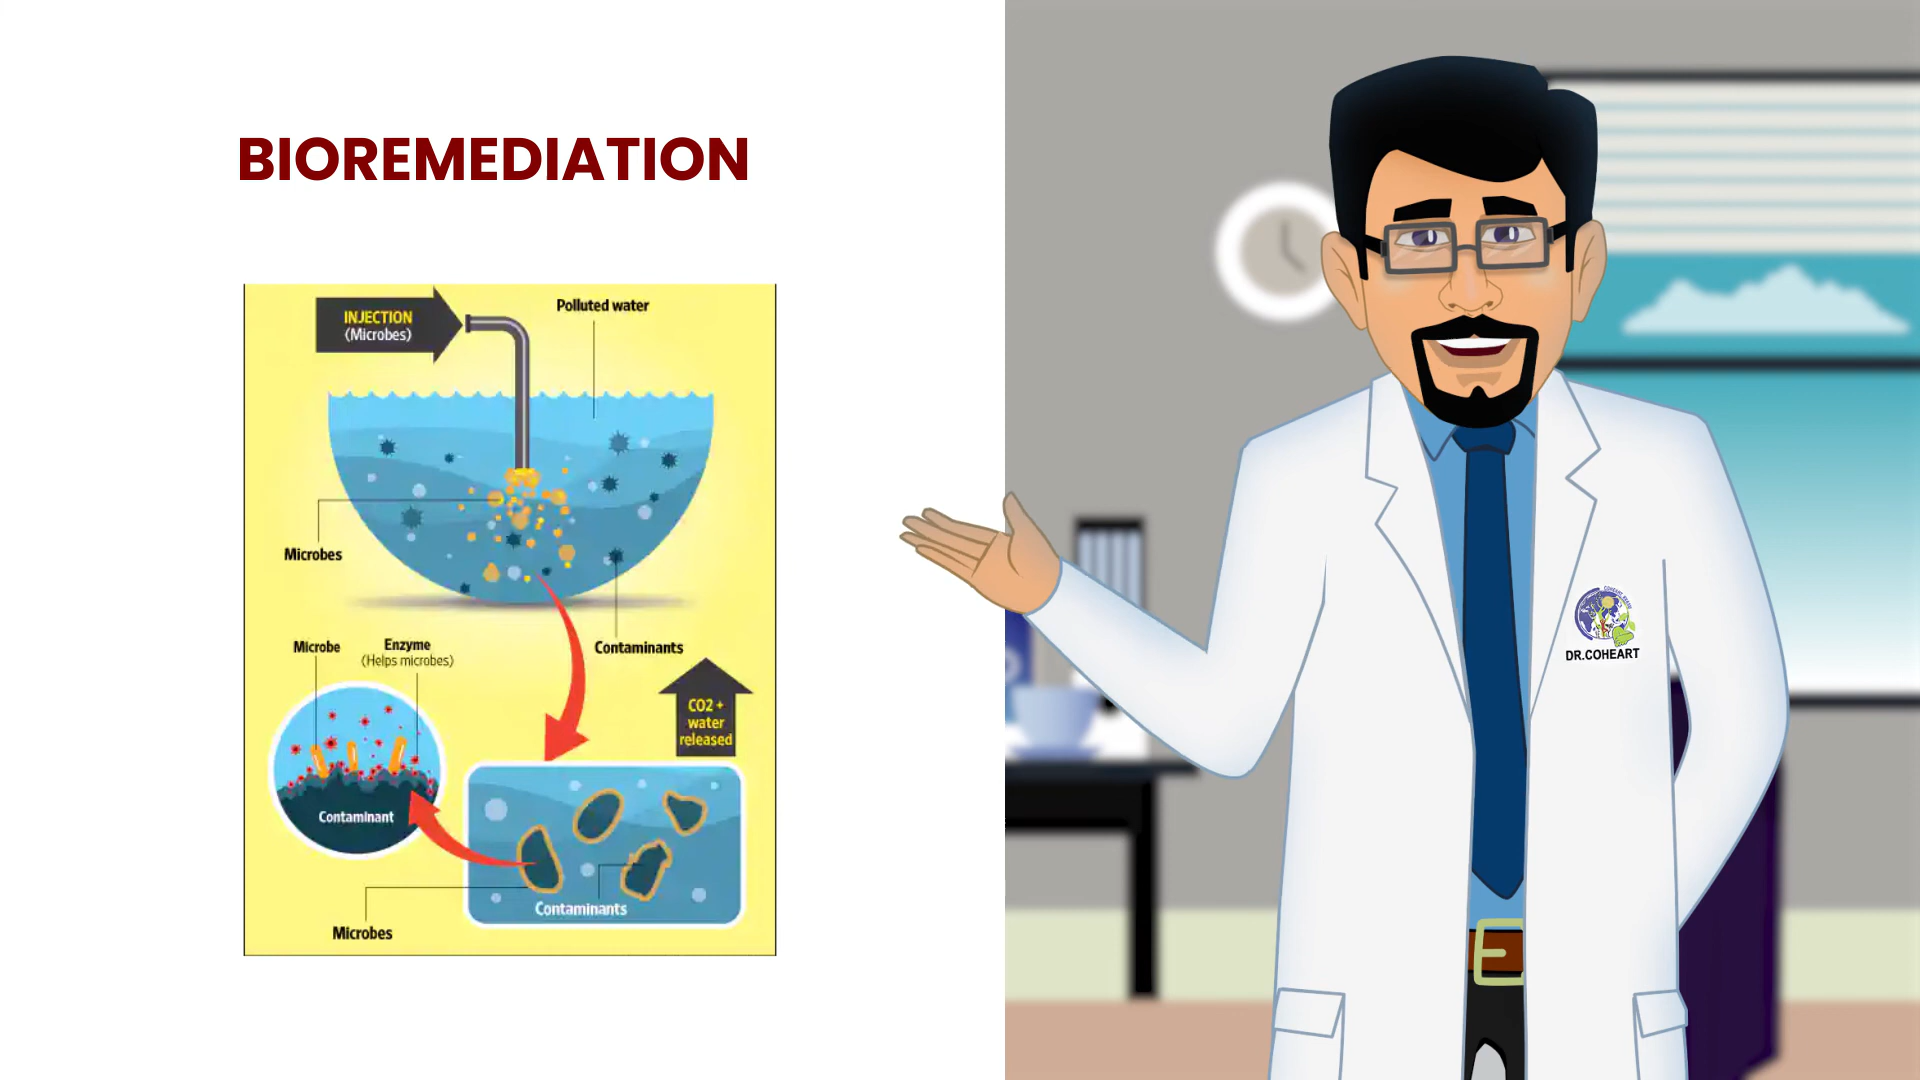 BIOREMEDIATION
INJECTION
(Microbes)
Polluted water
Microbes
Contaminants
Microbe
Enzyme
(Helps microbes)
CO2 +
water
released
Contaminant
Contaminants
Microbes
DR.COHEART